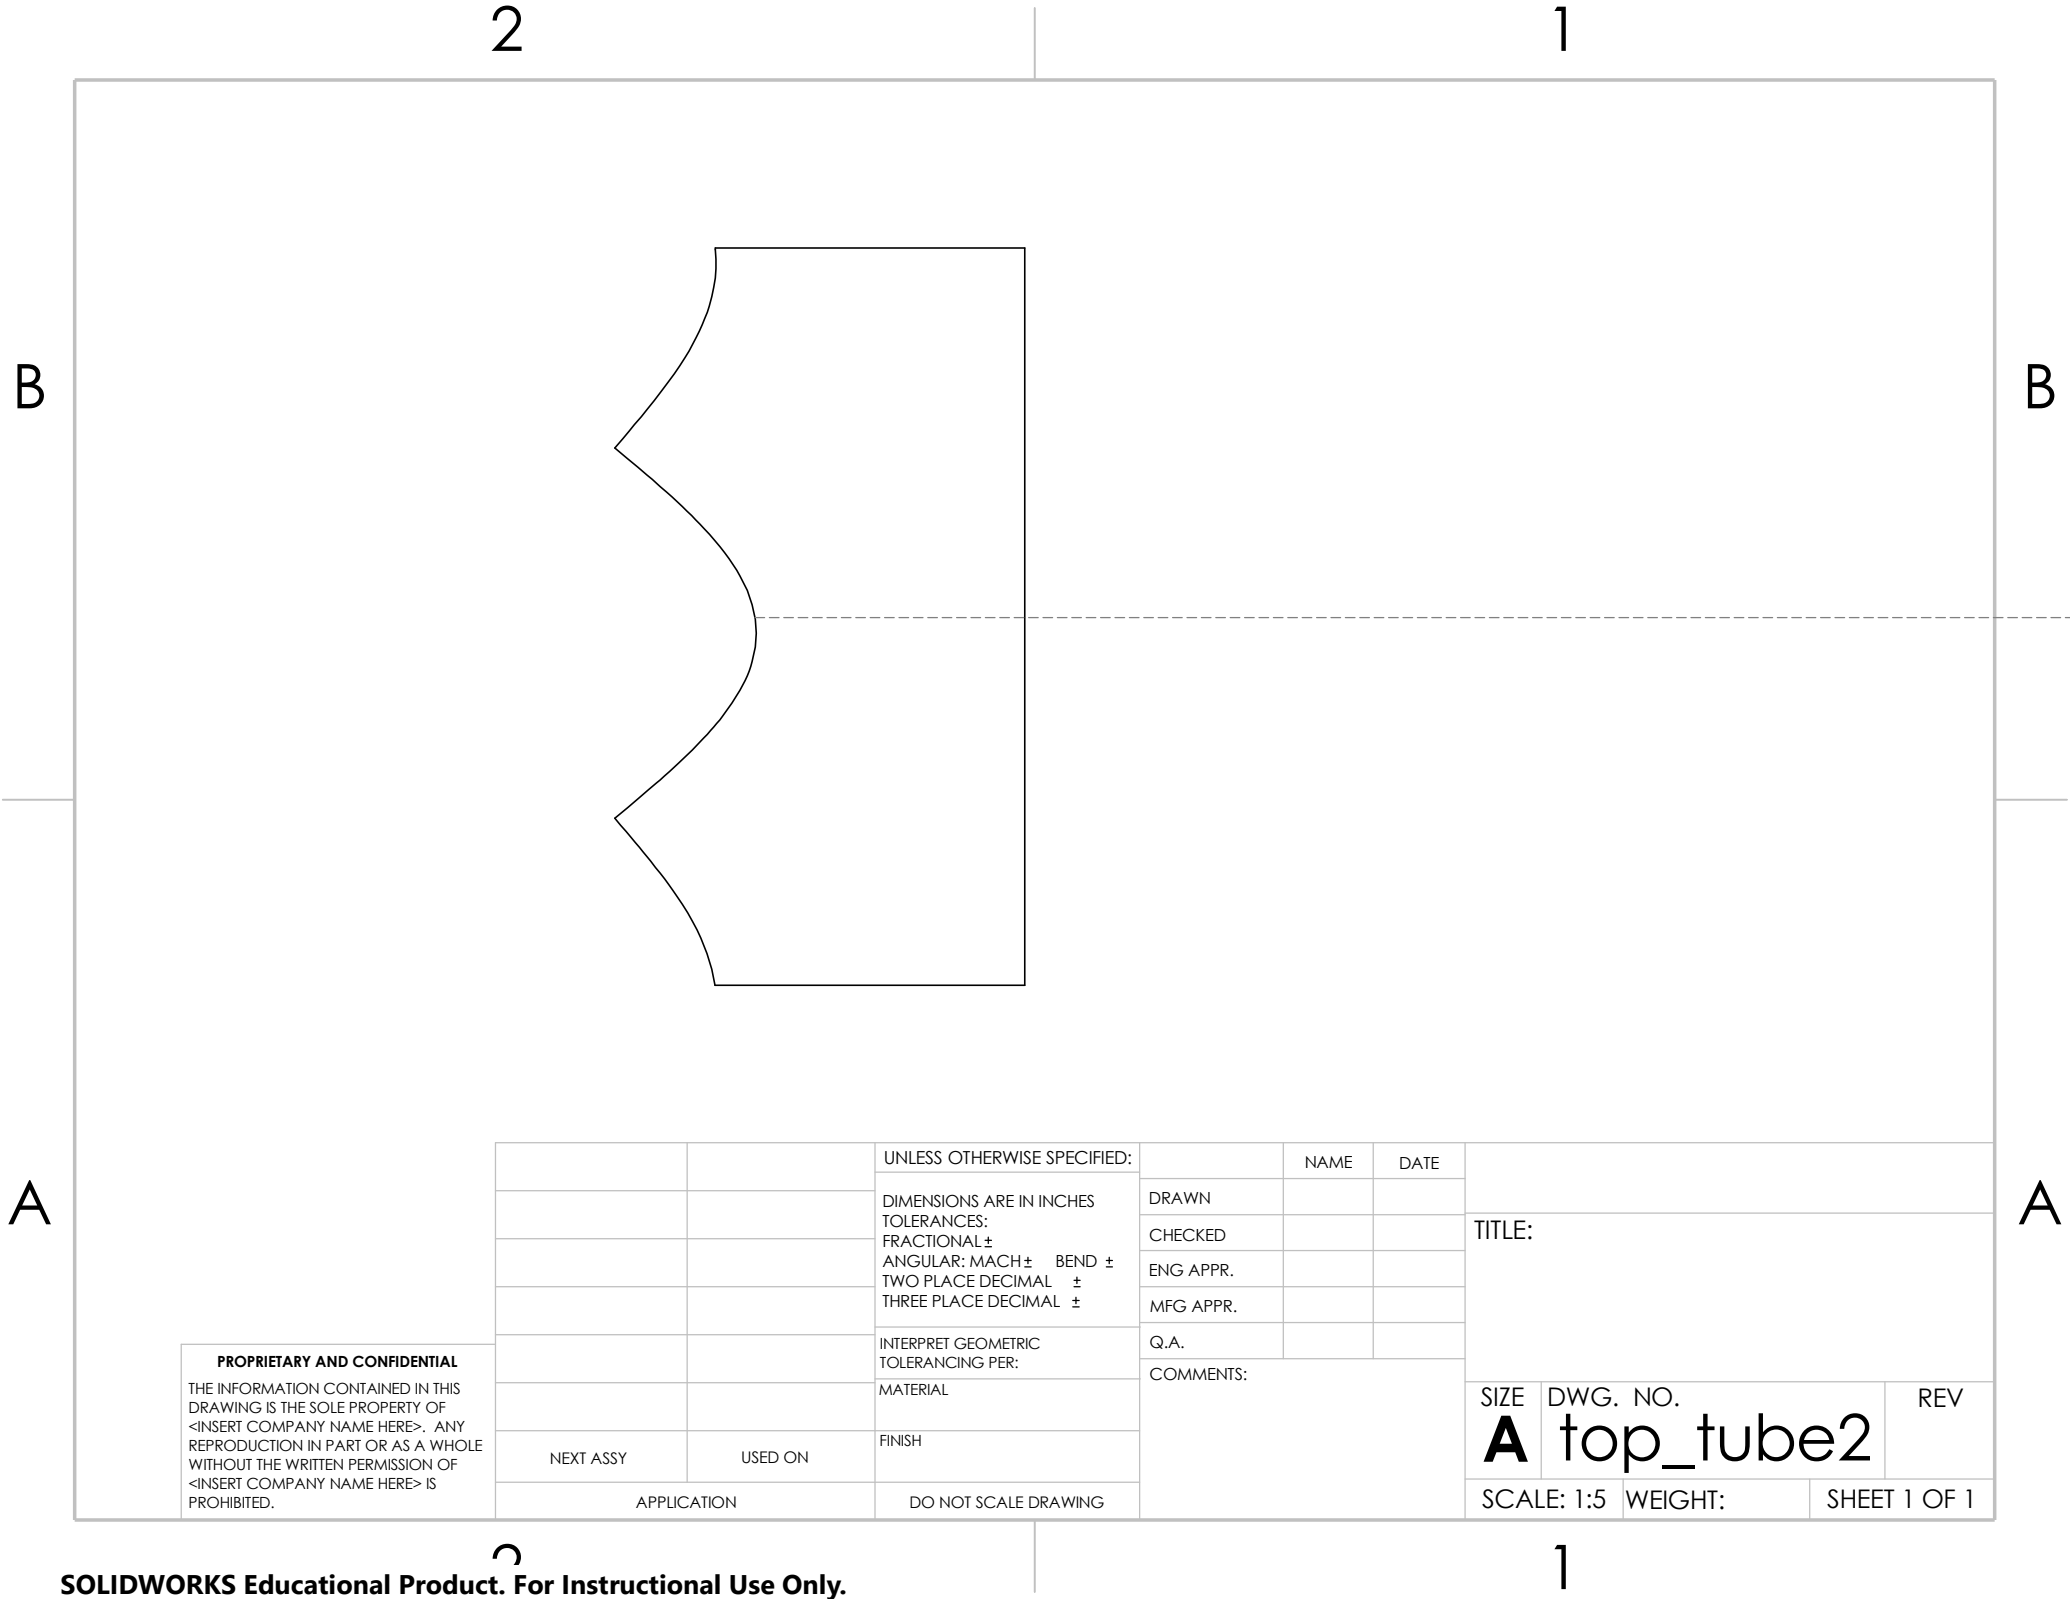 2 1
B B
A A
UNLESS OTHERWISE SPECIFIED:
DIMENSIONS ARE IN INCHES
TOLERANCES:
FRACTIONAL±
ANGULAR: MACH± BEND ±
TWO PLACE DECIMAL ±
THREE PLACE DECIMAL ±
INTERPRET GEOMETRIC
TOLERANCING PER:
MATERIAL
FINISH
DO NOT SCALE DRAWING
NAME DATE
DRAWN
CHECKED
ENG APPR.
MFG APPR.
Q.A.
COMMENTS:
TITLE:
SIZE DWG. NO. REV
A top_tube2
SCALE: 1:5 WEIGHT: SHEET 1 OF 1
NEXT ASSY USED ON
APPLICATION
PROPRIETARY AND CONFIDENTIAL
THE INFORMATION CONTAINED IN THIS
DRAWING IS THE SOLE PROPERTY OF
<INSERT COMPANY NAME HERE>. ANY
REPRODUCTION IN PART OR AS A WHOLE
WITHOUT THE WRITTEN PERMISSION OF
<INSERT COMPANY NAME HERE> IS
PROHIBITED.
2 1
SOLIDWORKS Educational Product. For Instructional Use Only.